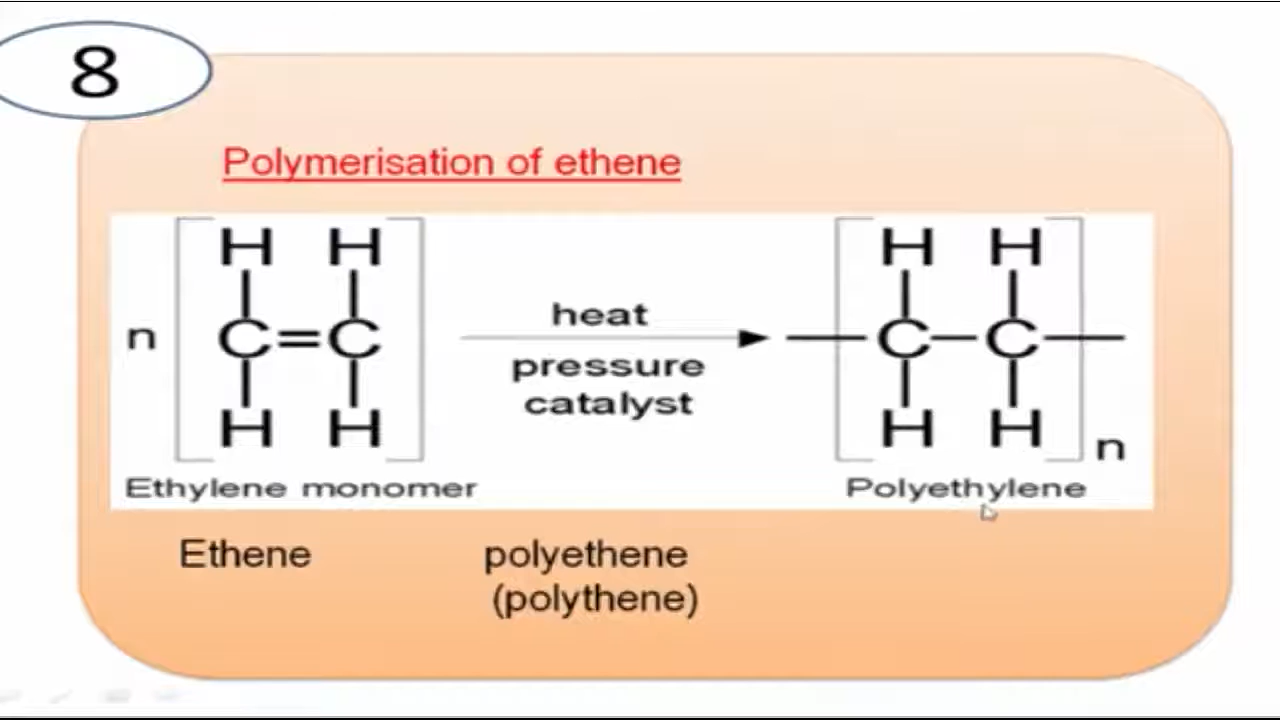 8
Polymerisation of ethene
H H H H
heat
n C=C C-C
pressure
catalyst
H H H H n
Ethylene monomer Polyethylene
Ethene polyethene
(polythene)